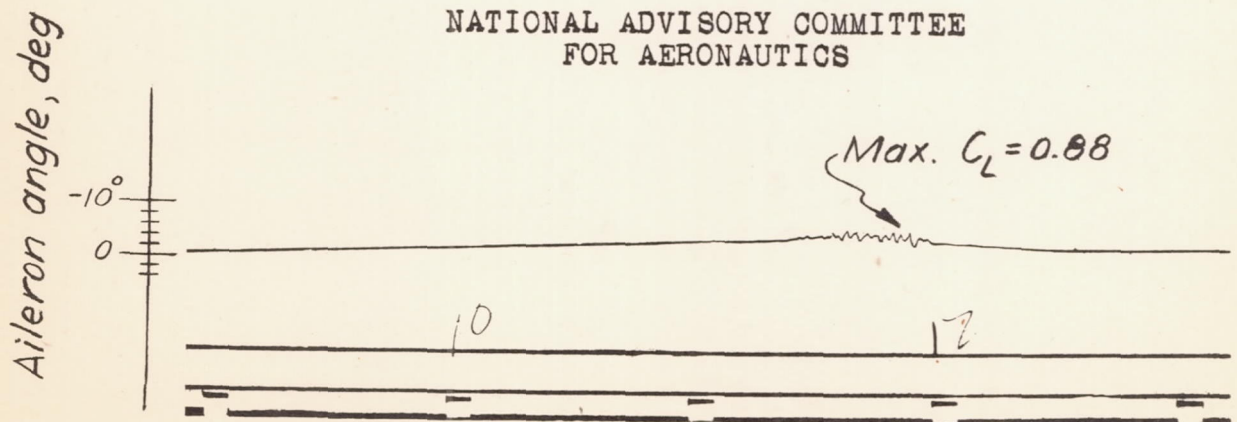 NATIONAL ADVISORY COMMITTEE
FOR AERONAUTICS
Aileron angle, deg
Max. C_L = 0.88
-10°
0
10
12